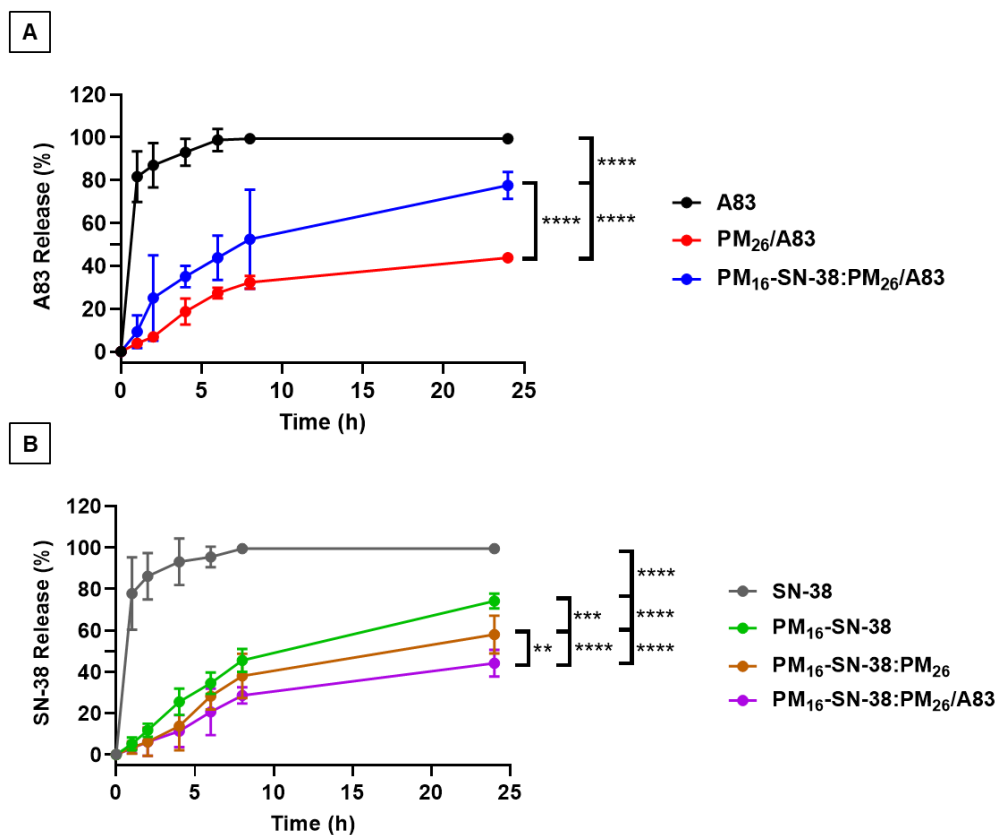 A
120
100
80
60
40
20
0
A83 Release (%)
0 5 10 15 20 25
Time (h)
****
****
****
A83
PM26/A83
PM16-SN-38:PM26/A83
B
120
100
80
60
40
20
0
SN-38 Release (%)
0 5 10 15 20 25
Time (h)
**
***
****
****
****
****
SN-38
PM16-SN-38
PM16-SN-38:PM26
PM16-SN-38:PM26/A83